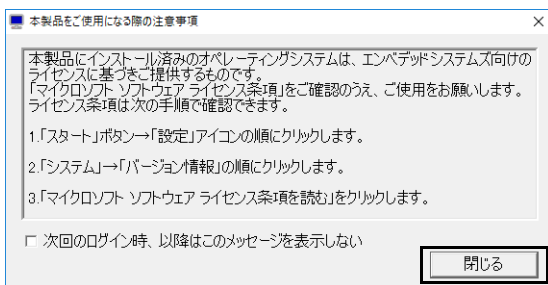 本製品をご使用になる際の注意事項
本製品にインストール済みのオペレーティングシステムは、エンベデッドシステムズ向けの
ライセンスに基づきご提供するものです。
「マイクロソフト ソフトウェア ライセンス条項」をご確認のうえ、ご使用をお願いします。
ライセンス条項は次の手順で確認できます。
1.「スタート」ボタン→「設定」アイコンの順にクリックします。
2.「システム」→「バージョン情報」の順にクリックします。
3.「マイクロソフト ソフトウェア ライセンス条項を読む」をクリックします。
次回のログイン時、以降はこのメッセージを表示しない
閉じる